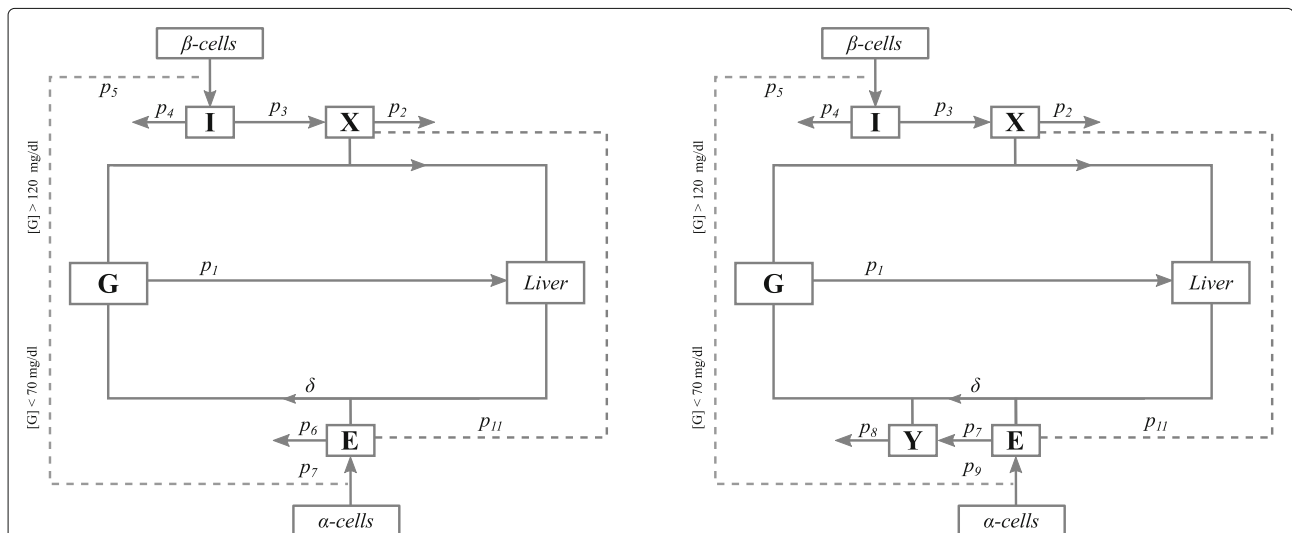 β-cells
p5
p4
I
p3
X
p2
[G] > 120 mg/dl
G
p1
Liver
[G] < 70 mg/dl
δ
p6
E
p11
p7
α-cells
β-cells
p5
p4
I
p3
X
p2
[G] > 120 mg/dl
G
p1
Liver
[G] < 70 mg/dl
δ
p8
Y
p7
E
p11
p9
α-cells